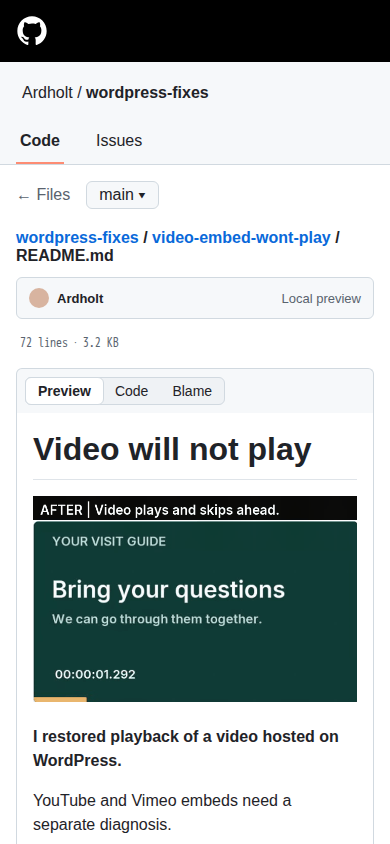 Ardholt / wordpress-fixes
Code Issues
← Files main ▾
wordpress-fixes / video-embed-wont-play /
README.md
Ardholt Local preview
72 lines · 3.2 KB
Preview Code Blame
Video will not play
AFTER | Video plays and skips ahead.
YOUR VISIT GUIDE
Bring your questions
We can go through them together.
00:00:01.292
I restored playback of a video hosted on
WordPress.
YouTube and Vimeo embeds need a
separate diagnosis.